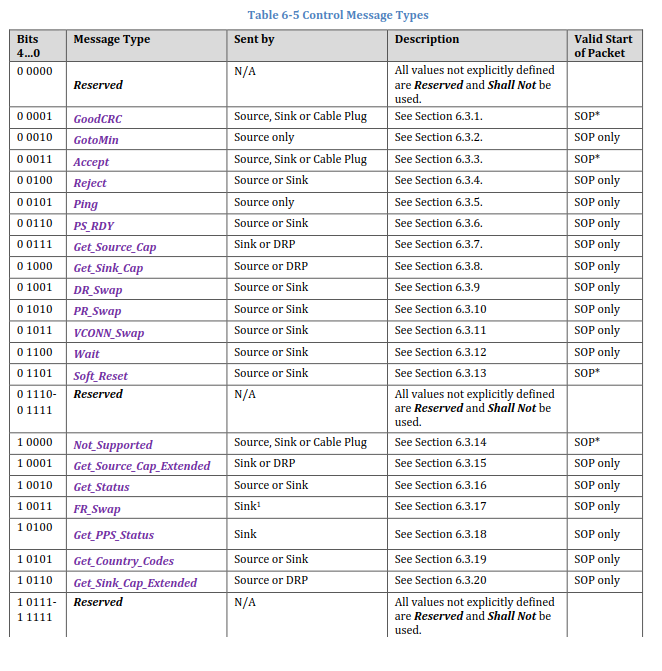 Table 6-5 Control Message Types
Bits 4...0 Message Type Sent by Description Valid Start of Packet
0 0000 Reserved N/A All values not explicitly defined are Reserved and Shall Not be used.
0 0001 GoodCRC Source, Sink or Cable Plug See Section 6.3.1. SOP*
0 0010 GotoMin Source only See Section 6.3.2. SOP only
0 0011 Accept Source, Sink or Cable Plug See Section 6.3.3. SOP*
0 0100 Reject Source or Sink See Section 6.3.4. SOP only
0 0101 Ping Source only See Section 6.3.5. SOP only
0 0110 PS_RDY Source or Sink See Section 6.3.6. SOP only
0 0111 Get_Source_Cap Sink or DRP See Section 6.3.7. SOP only
0 1000 Get_Sink_Cap Source or DRP See Section 6.3.8. SOP only
0 1001 DR_Swap Source or Sink See Section 6.3.9 SOP only
0 1010 PR_Swap Source or Sink See Section 6.3.10 SOP only
0 1011 VCONN_Swap Source or Sink See Section 6.3.11 SOP only
0 1100 Wait Source or Sink See Section 6.3.12 SOP only
0 1101 Soft_Reset Source or Sink See Section 6.3.13 SOP*
0 1110- 0 1111 Reserved N/A All values not explicitly defined are Reserved and Shall Not be used.
1 0000 Not_Supported Source, Sink or Cable Plug See Section 6.3.14 SOP*
1 0001 Get_Source_Cap_Extended Sink or DRP See Section 6.3.15 SOP only
1 0010 Get_Status Source or Sink See Section 6.3.16 SOP only
1 0011 FR_Swap Sink¹ See Section 6.3.17 SOP only
1 0100 Get_PPS_Status Sink See Section 6.3.18 SOP only
1 0101 Get_Country_Codes Source or Sink See Section 6.3.19 SOP only
1 0110 Get_Sink_Cap_Extended Source or DRP See Section 6.3.20 SOP only
1 0111- 1 1111 Reserved N/A All values not explicitly defined are Reserved and Shall Not be used.